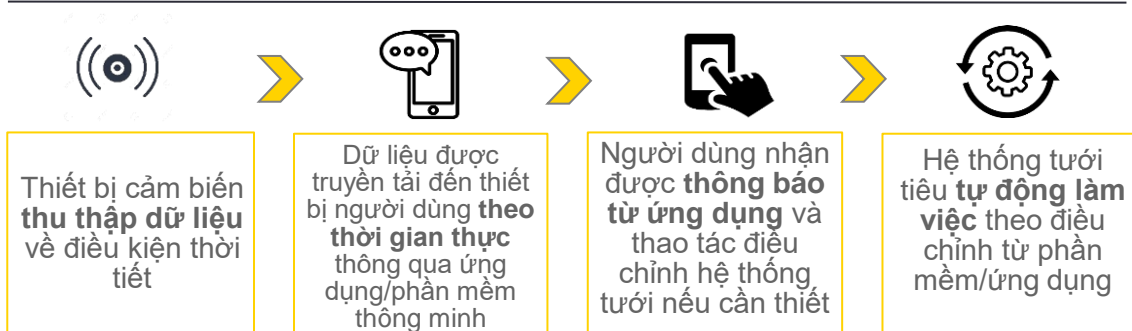 Thiết bị cảm biến
thu thập dữ liệu
về điều kiện thời
tiết
Dữ liệu được
truyền tải đến thiết
bị người dùng theo
thời gian thực
thông qua ứng
dụng/phần mềm
thông minh
Người dùng nhận
được thông báo
từ ứng dụng và
thao tác điều
chỉnh hệ thống
tưới nếu cần thiết
Hệ thống tưới
tiêu tự động làm
việc theo điều
chỉnh từ phần
mềm/ứng dụng